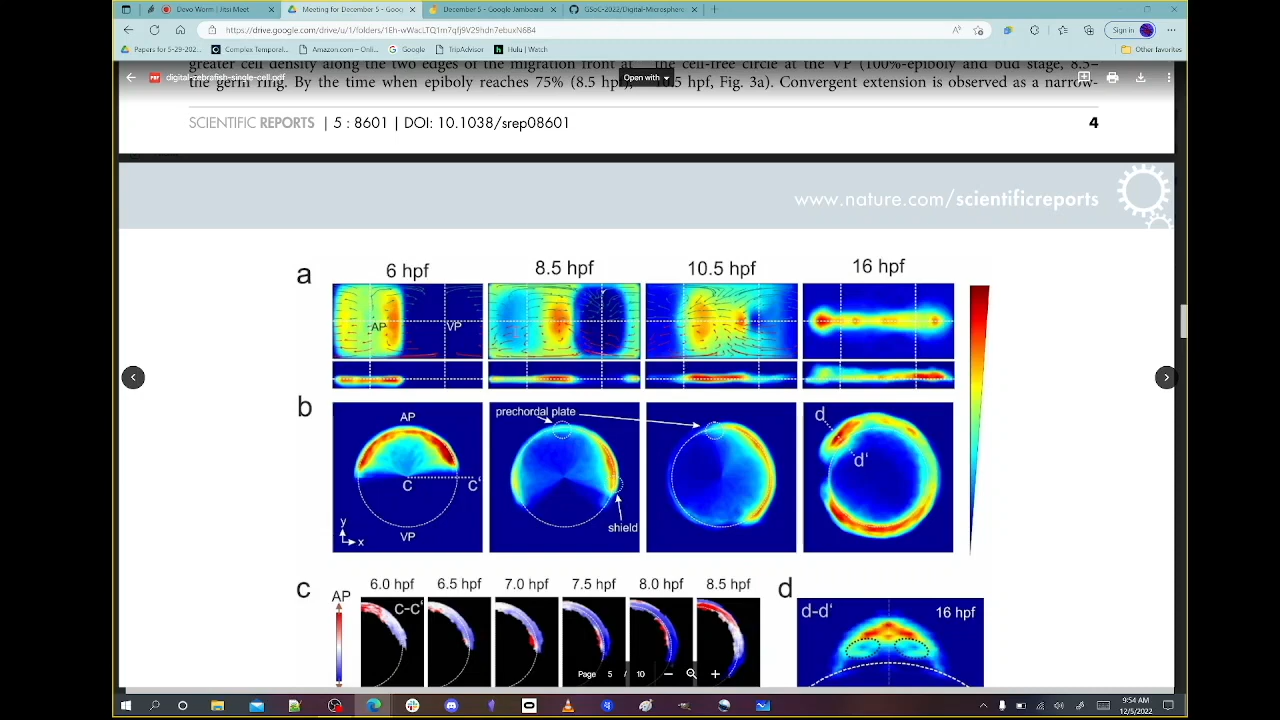 Devo Worm | Jitsi Meet
Meeting for December 5 - Goog
December 5 - Google Jamboard
GSoC-2022/Digital-Microsphere
https://drive.google.com/drive/u/1/folders/1Eh-wWacLTQ1m7qfj9V29hdn7ebuxN684
Sign in
Papers for 5-29-202...
Complex Temporal...
Amazon.com – Onli...
Google
TripAdvisor
Hulu | Watch
Other favorites
greater cell density along the two edges of the migration front at
the germ ring. By the time when epiboly reaches 75% (8.5 hpf),
the cell-free circle at the VP (100%-epiboly and bud stage, 8.5–
10.5 hpf, Fig. 3a). Convergent extension is observed as a narrow-
digital-zebrafish-single-cell.pdf
Open with
SCIENTIFIC REPORTS | 5 : 8601 | DOI: 10.1038/srep08601
4
www.nature.com/scientificreports
a
6 hpf
8.5 hpf
10.5 hpf
16 hpf
AP
VP
b
AP
C
C'
VP
y
x
prechordal plate
shield
d
d'
c
AP
6.0 hpf
6.5 hpf
7.0 hpf
7.5 hpf
8.0 hpf
8.5 hpf
C-C'
d
d-d'
16 hpf
Page 5 / 10
9:54 AM
12/5/2022